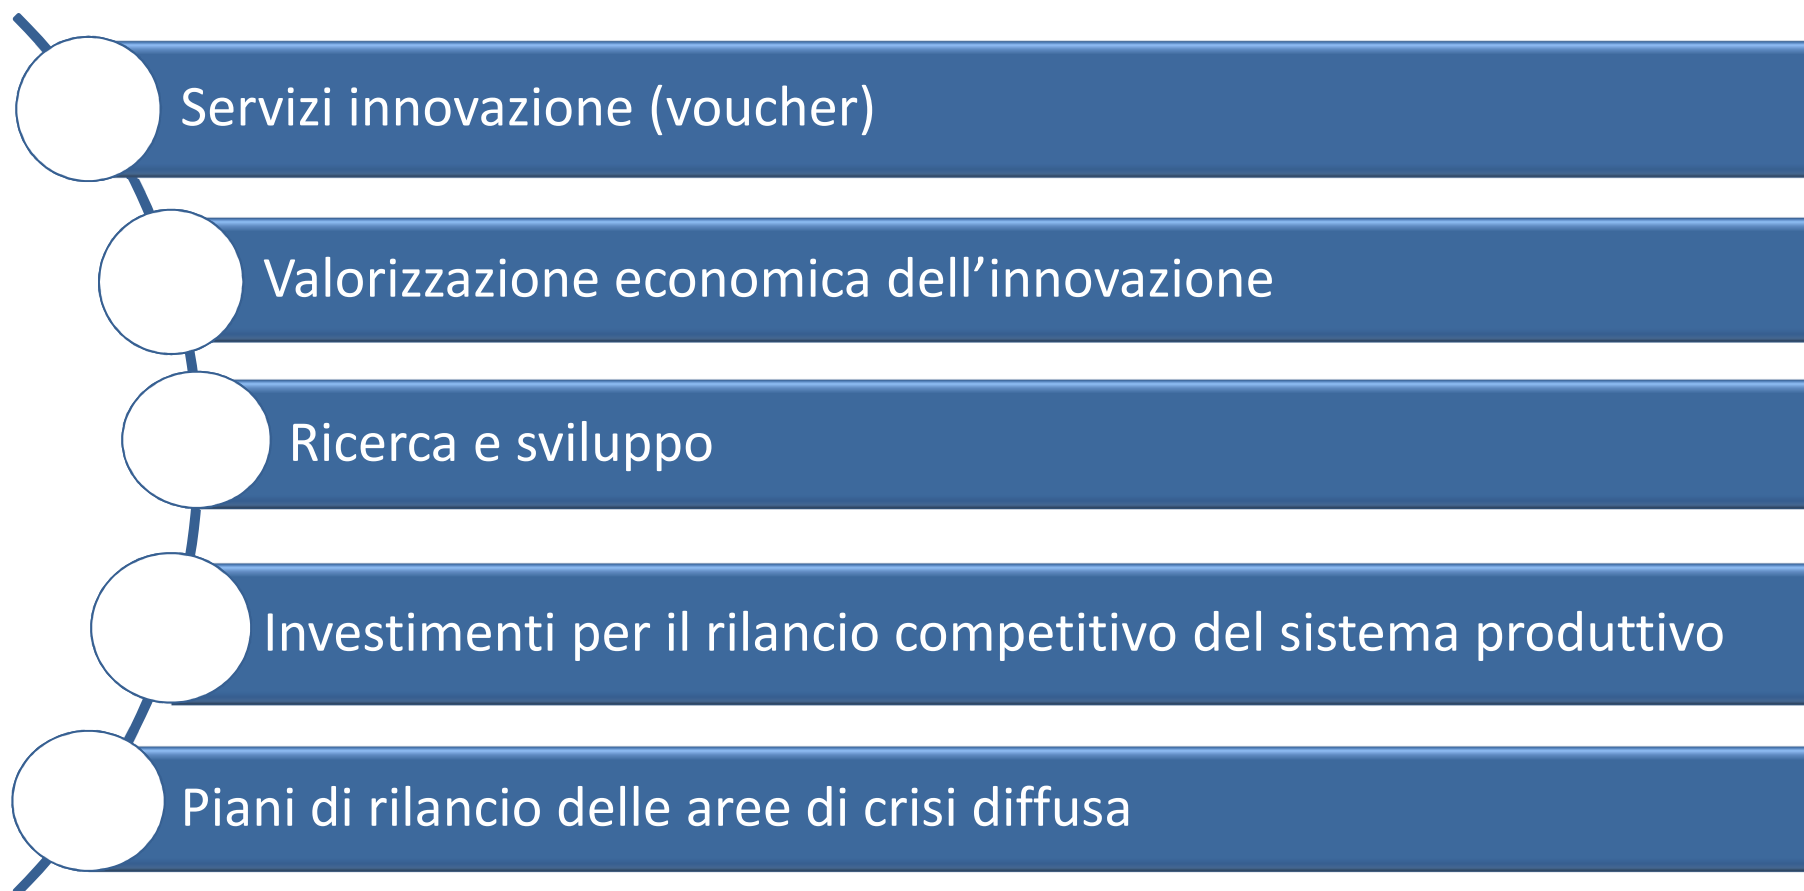 Servizi innovazione (voucher)
Valorizzazione economica dell’innovazione
Ricerca e sviluppo
Investimenti per il rilancio competitivo del sistema produttivo
Piani di rilancio delle aree di crisi diffusa